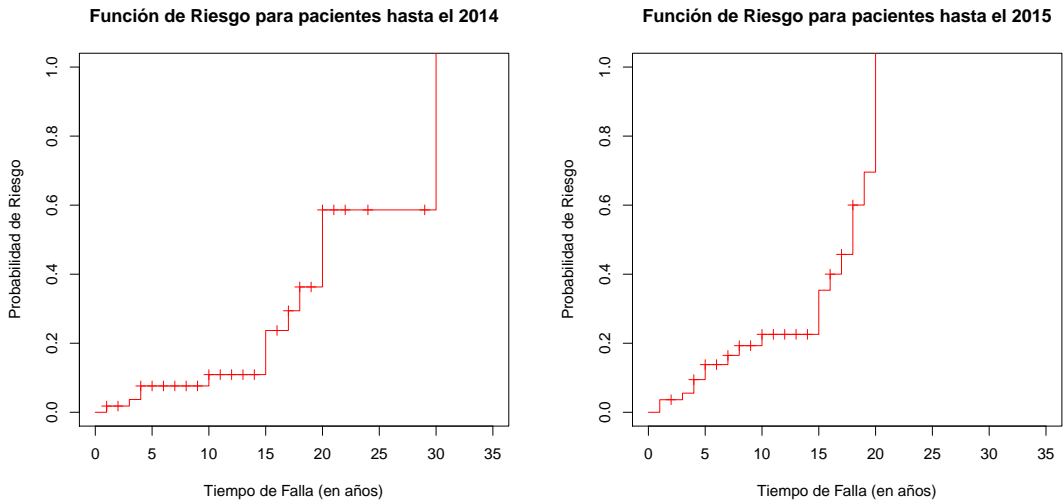 Función de Riesgo para pacientes hasta el 2014
Probabilidad de Riesgo
1.0
0.8
0.6
0.4
0.2
0.0
0 5 10 15 20 25 30 35
Tiempo de Falla (en años)
Función de Riesgo para pacientes hasta el 2015
Probabilidad de Riesgo
1.0
0.8
0.6
0.4
0.2
0.0
0 5 10 15 20 25 30 35
Tiempo de Falla (en años)